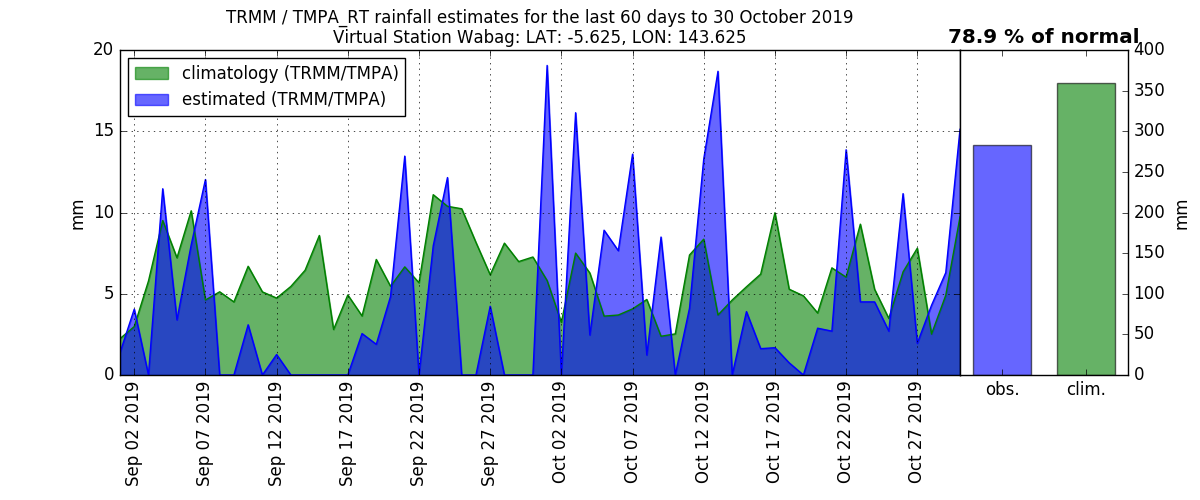 TRMM / TMPA_RT rainfall estimates for the last 60 days to 30 October 2019
Virtual Station Wabag: LAT: -5.625, LON: 143.625
78.9 % of normal
climatology (TRMM/TMPA)
estimated (TRMM/TMPA)
20
15
10
5
0
mm
Sep 02 2019
Sep 07 2019
Sep 12 2019
Sep 17 2019
Sep 22 2019
Sep 27 2019
Oct 02 2019
Oct 07 2019
Oct 12 2019
Oct 17 2019
Oct 22 2019
Oct 27 2019
400
350
300
250
200
150
100
50
0
mm
obs.
clim.